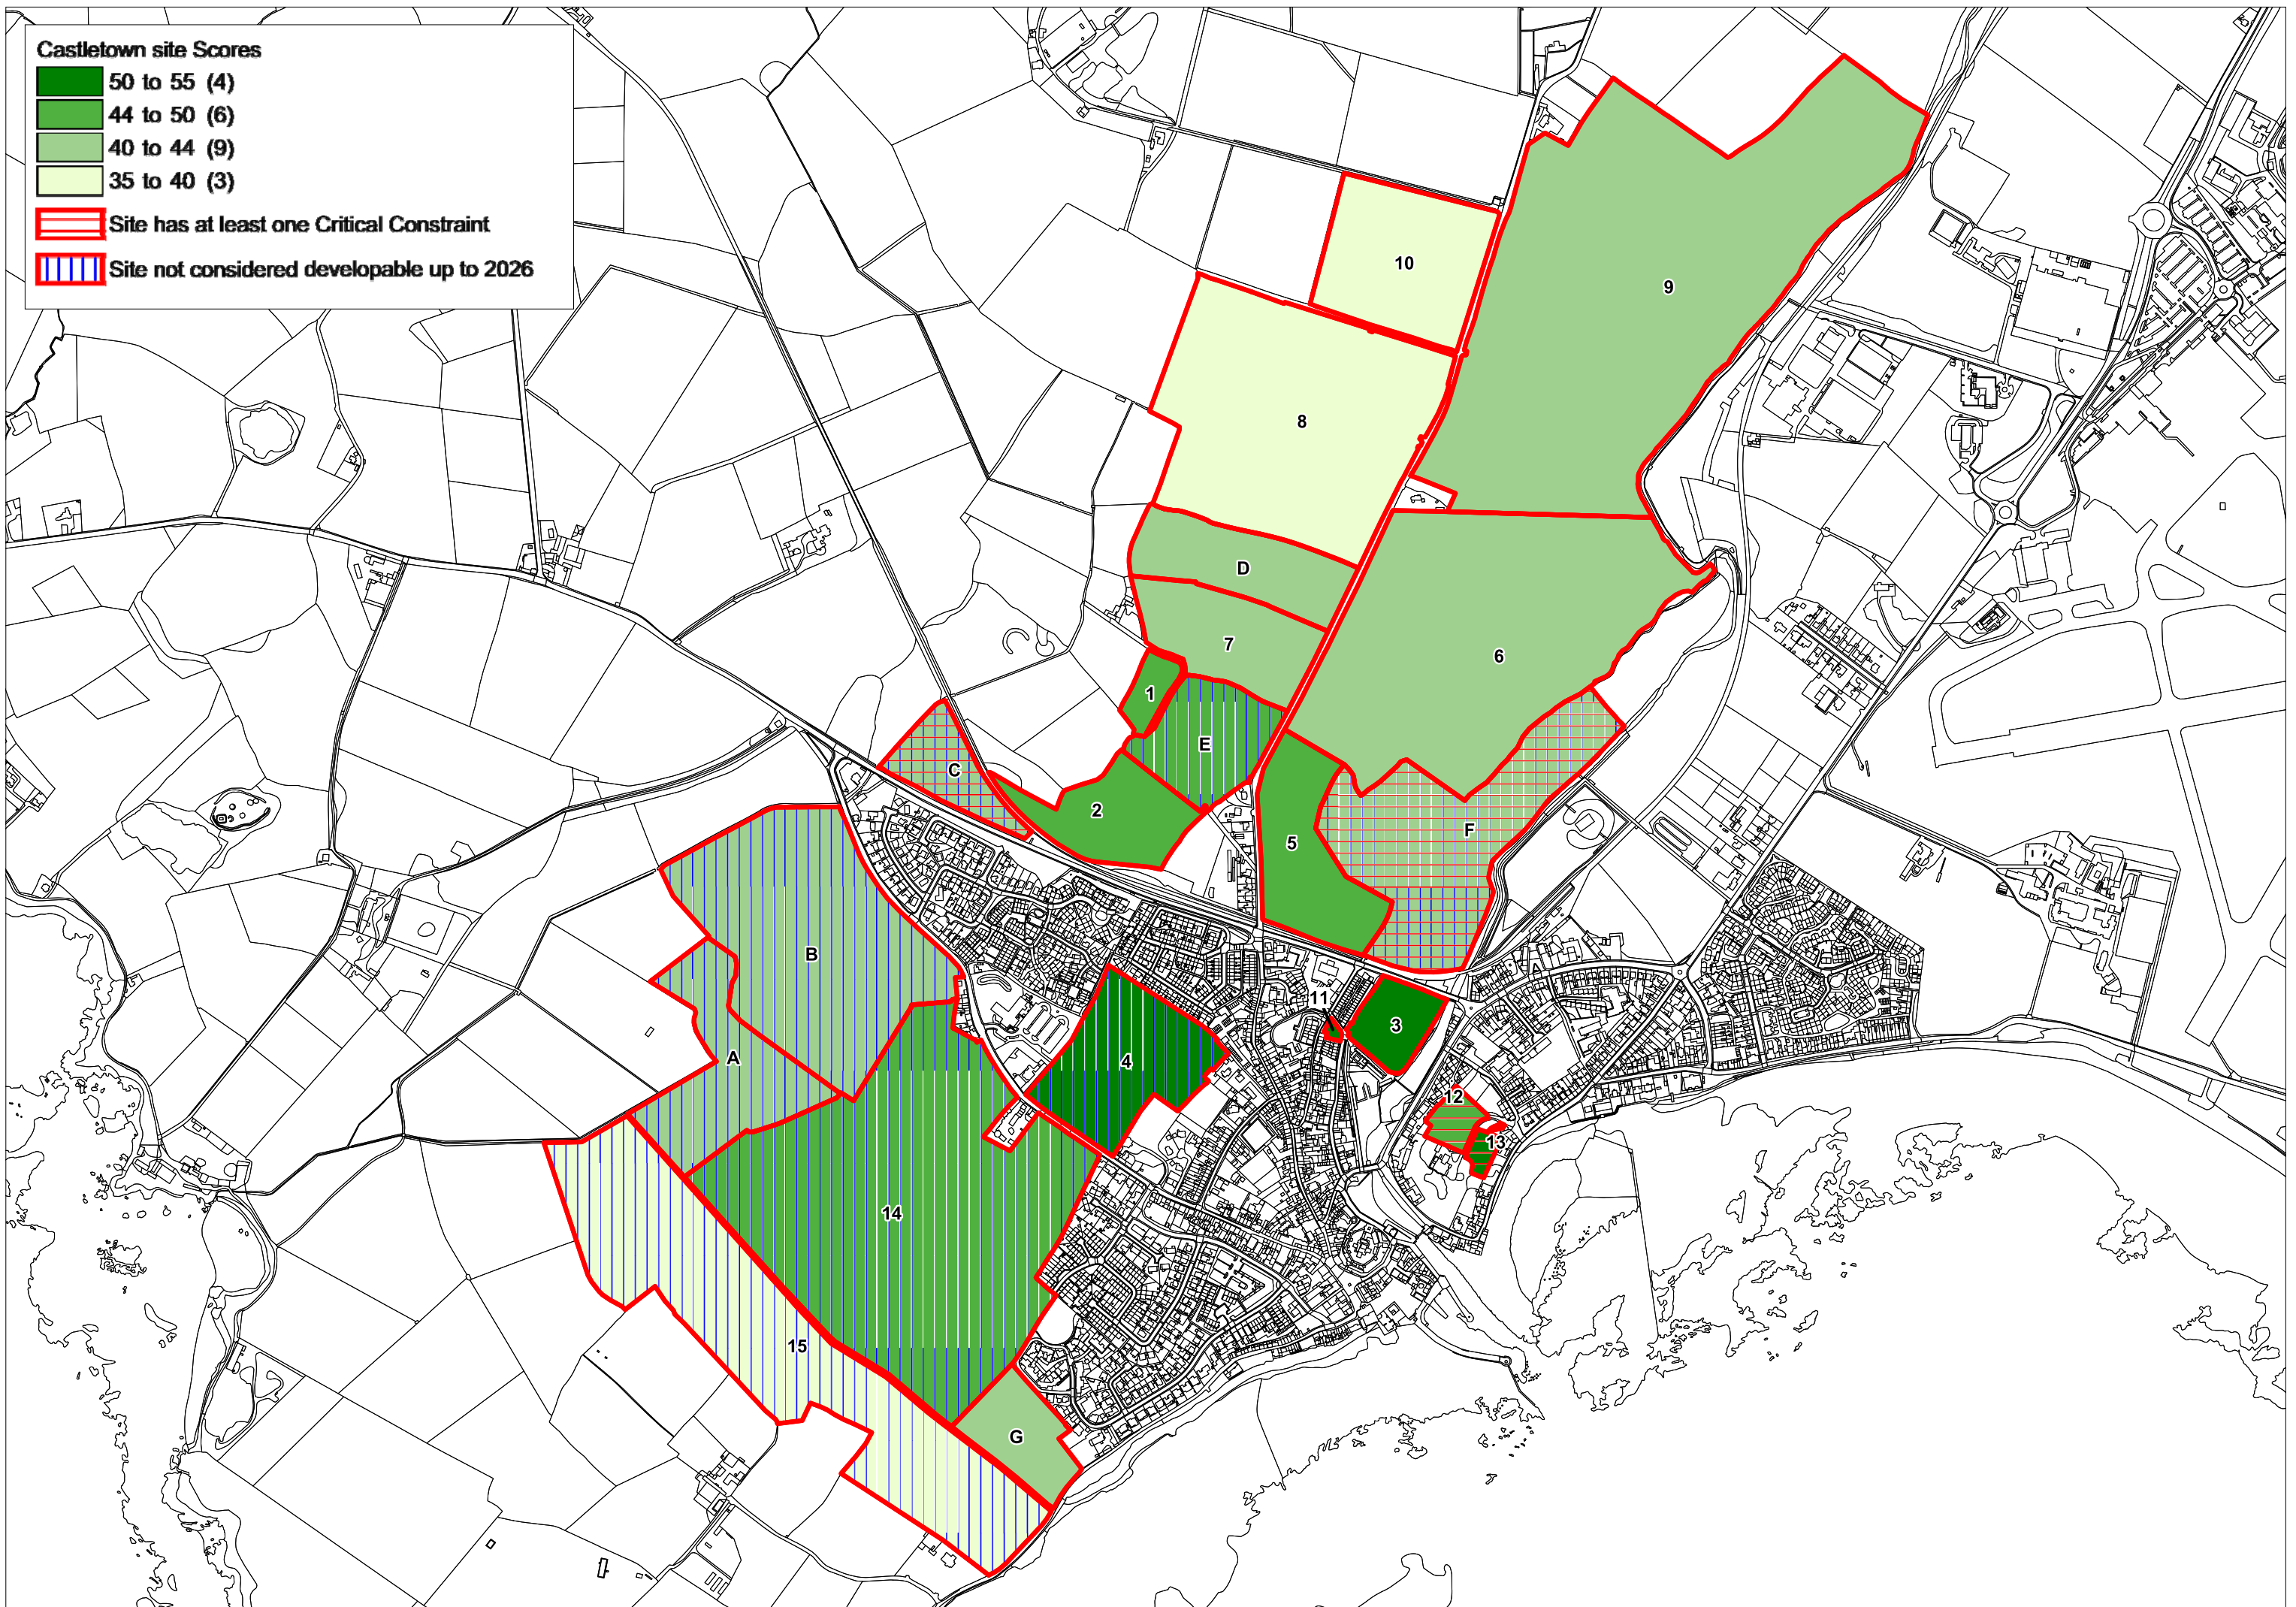 Castletown site Scores
50 to 55 (4)
44 to 50 (6)
40 to 44 (9)
35 to 40 (3)
Site has at least one Critical Constraint
Site not considered developable up to 2026
10
9
8
D
7
6
1
E
C
2
5
F
B
11
3
A
4
12
13
14
15
G